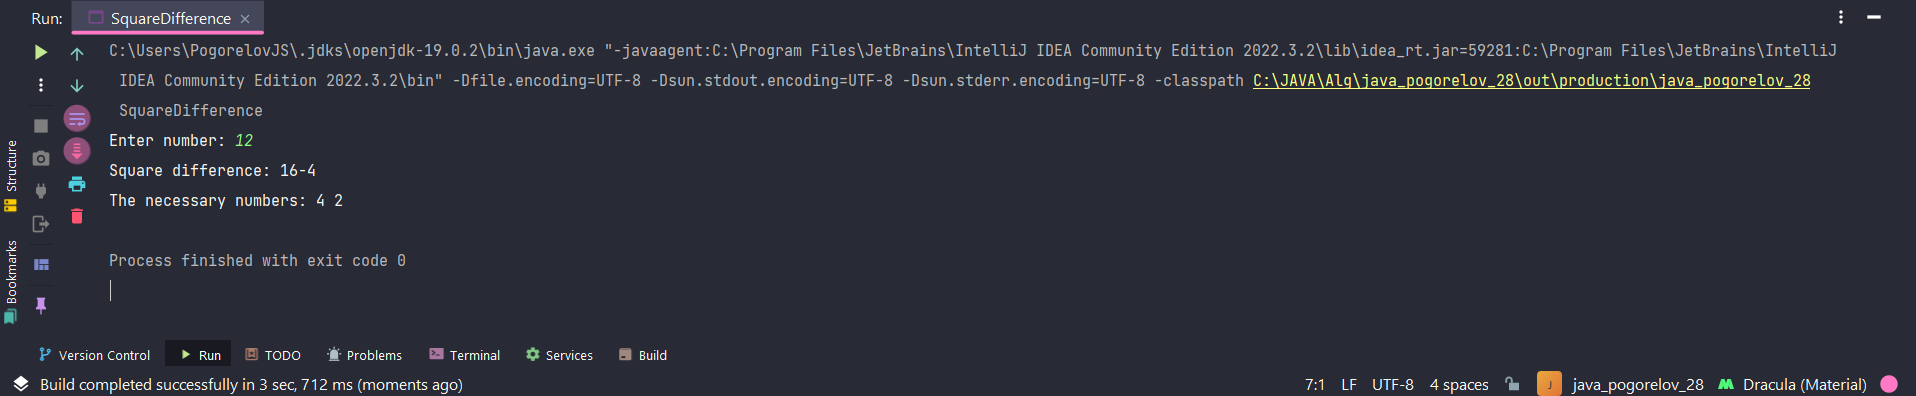 Run: SquareDifference
C:\Users\PogorelovJS\.jdks\openjdk-19.0.2\bin\java.exe "-javaagent:C:\Program Files\JetBrains\IntelliJ IDEA Community Edition 2022.3.2\lib\idea_rt.jar=59281:C:\Program Files\JetBrains\IntelliJ
IDEA Community Edition 2022.3.2\bin" -Dfile.encoding=UTF-8 -Dsun.stdout.encoding=UTF-8 -Dsun.stderr.encoding=UTF-8 -classpath C:\JAVA\Alg\java_pogorelov_28\out\production\java_pogorelov_28
SquareDifference
Enter number: 12
Square difference: 16-4
The necessary numbers: 4 2
Process finished with exit code 0
Structure
Bookmarks
Version Control Run TODO Problems Terminal Services Build
Build completed successfully in 3 sec, 712 ms (moments ago) 7:1 LF UTF-8 4 spaces J java_pogorelov_28 Dracula (Material)